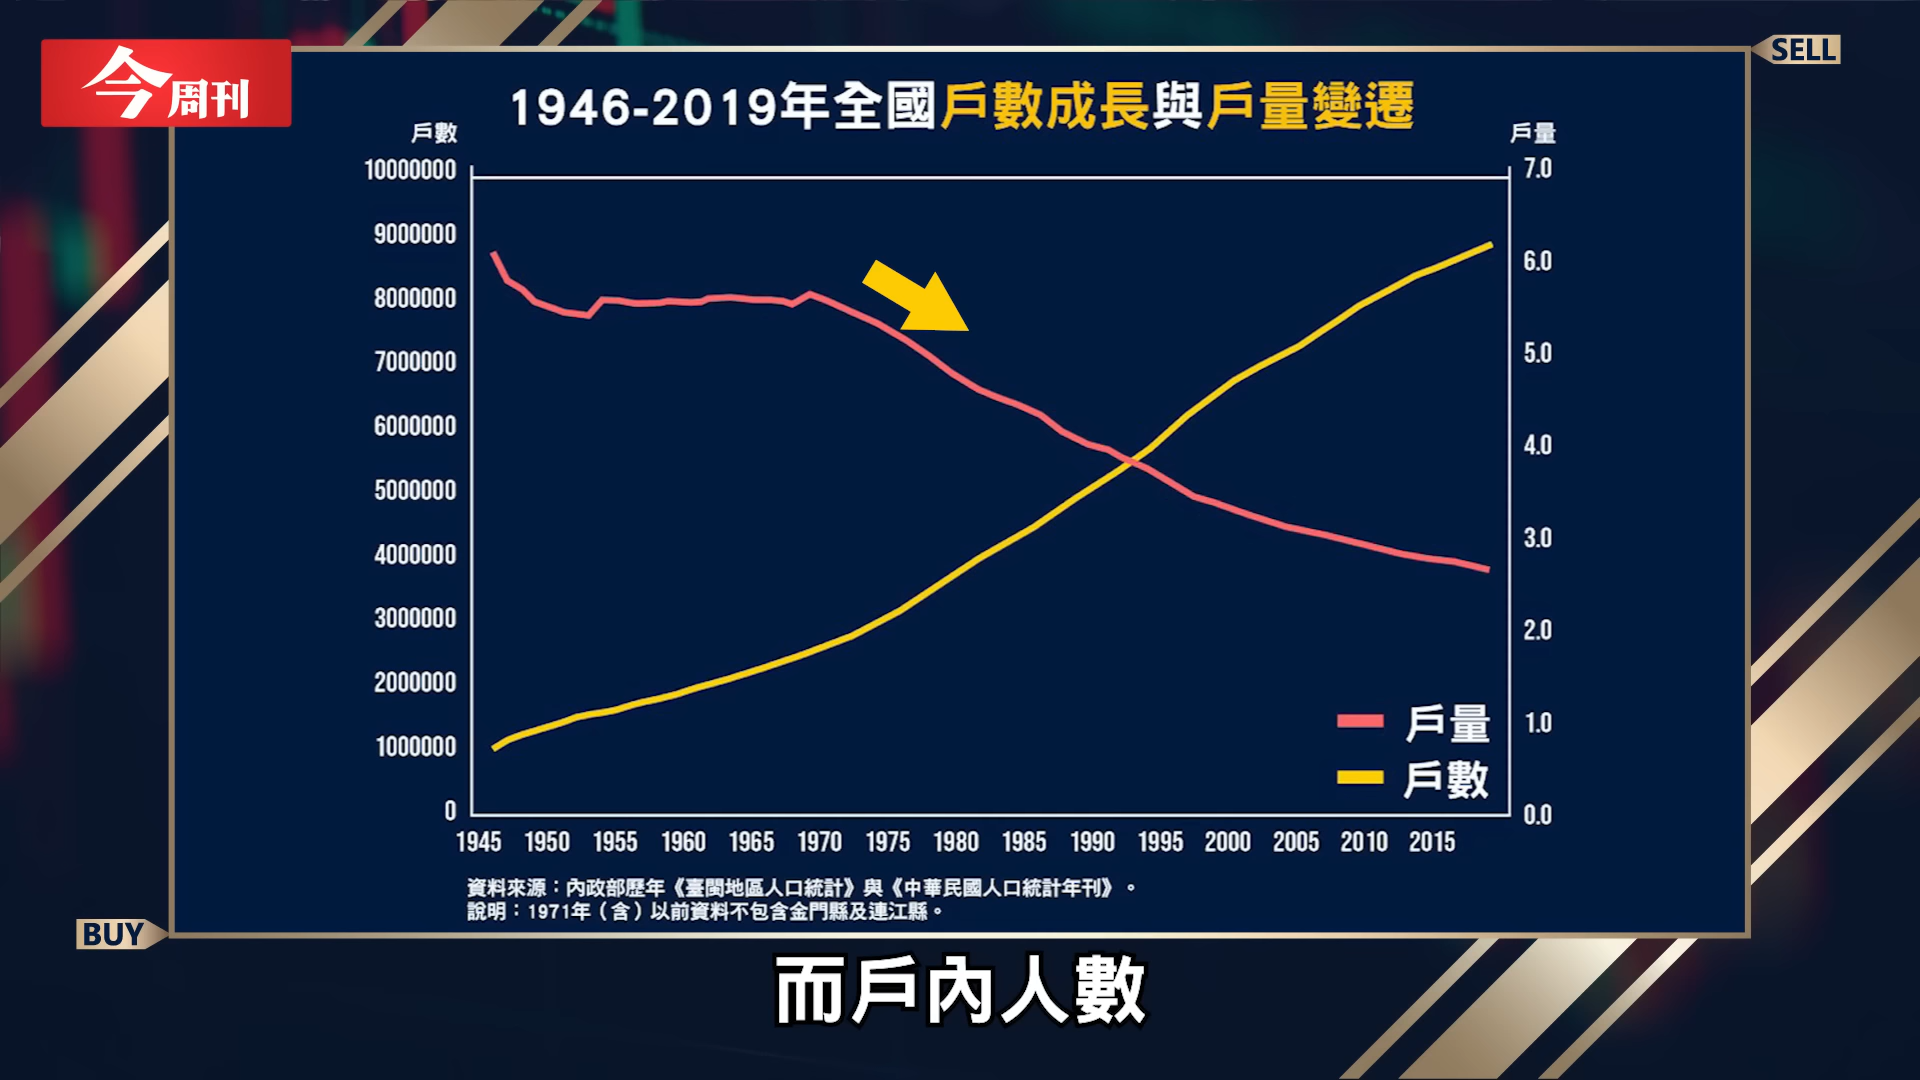 今周刊
SELL
1946-2019年全國戶數成長與戶量變遷
戶數
戶量
10000000
9000000
8000000
7000000
6000000
5000000
4000000
3000000
2000000
1000000
0
7.0
6.0
5.0
4.0
3.0
2.0
1.0
0.0
戶量
戶數
1945 1950 1955 1960 1965 1970 1975 1980 1985 1990 1995 2000 2005 2010 2015
資料來源：內政部歷年《臺閩地區人口統計》與《中華民國人口統計年刊》。
說明：1971年（含）以前資料不包含金門縣及連江縣。
BUY
而戶內人數